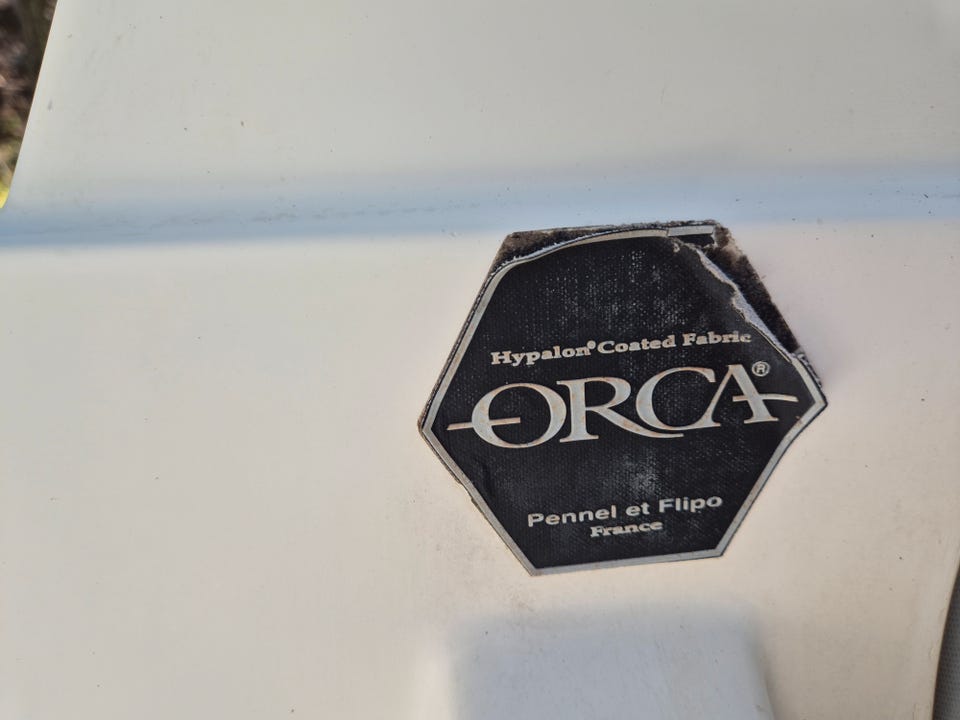 Hypalon® Coated Fabric
ORCA®
Pennel et Flipo
France